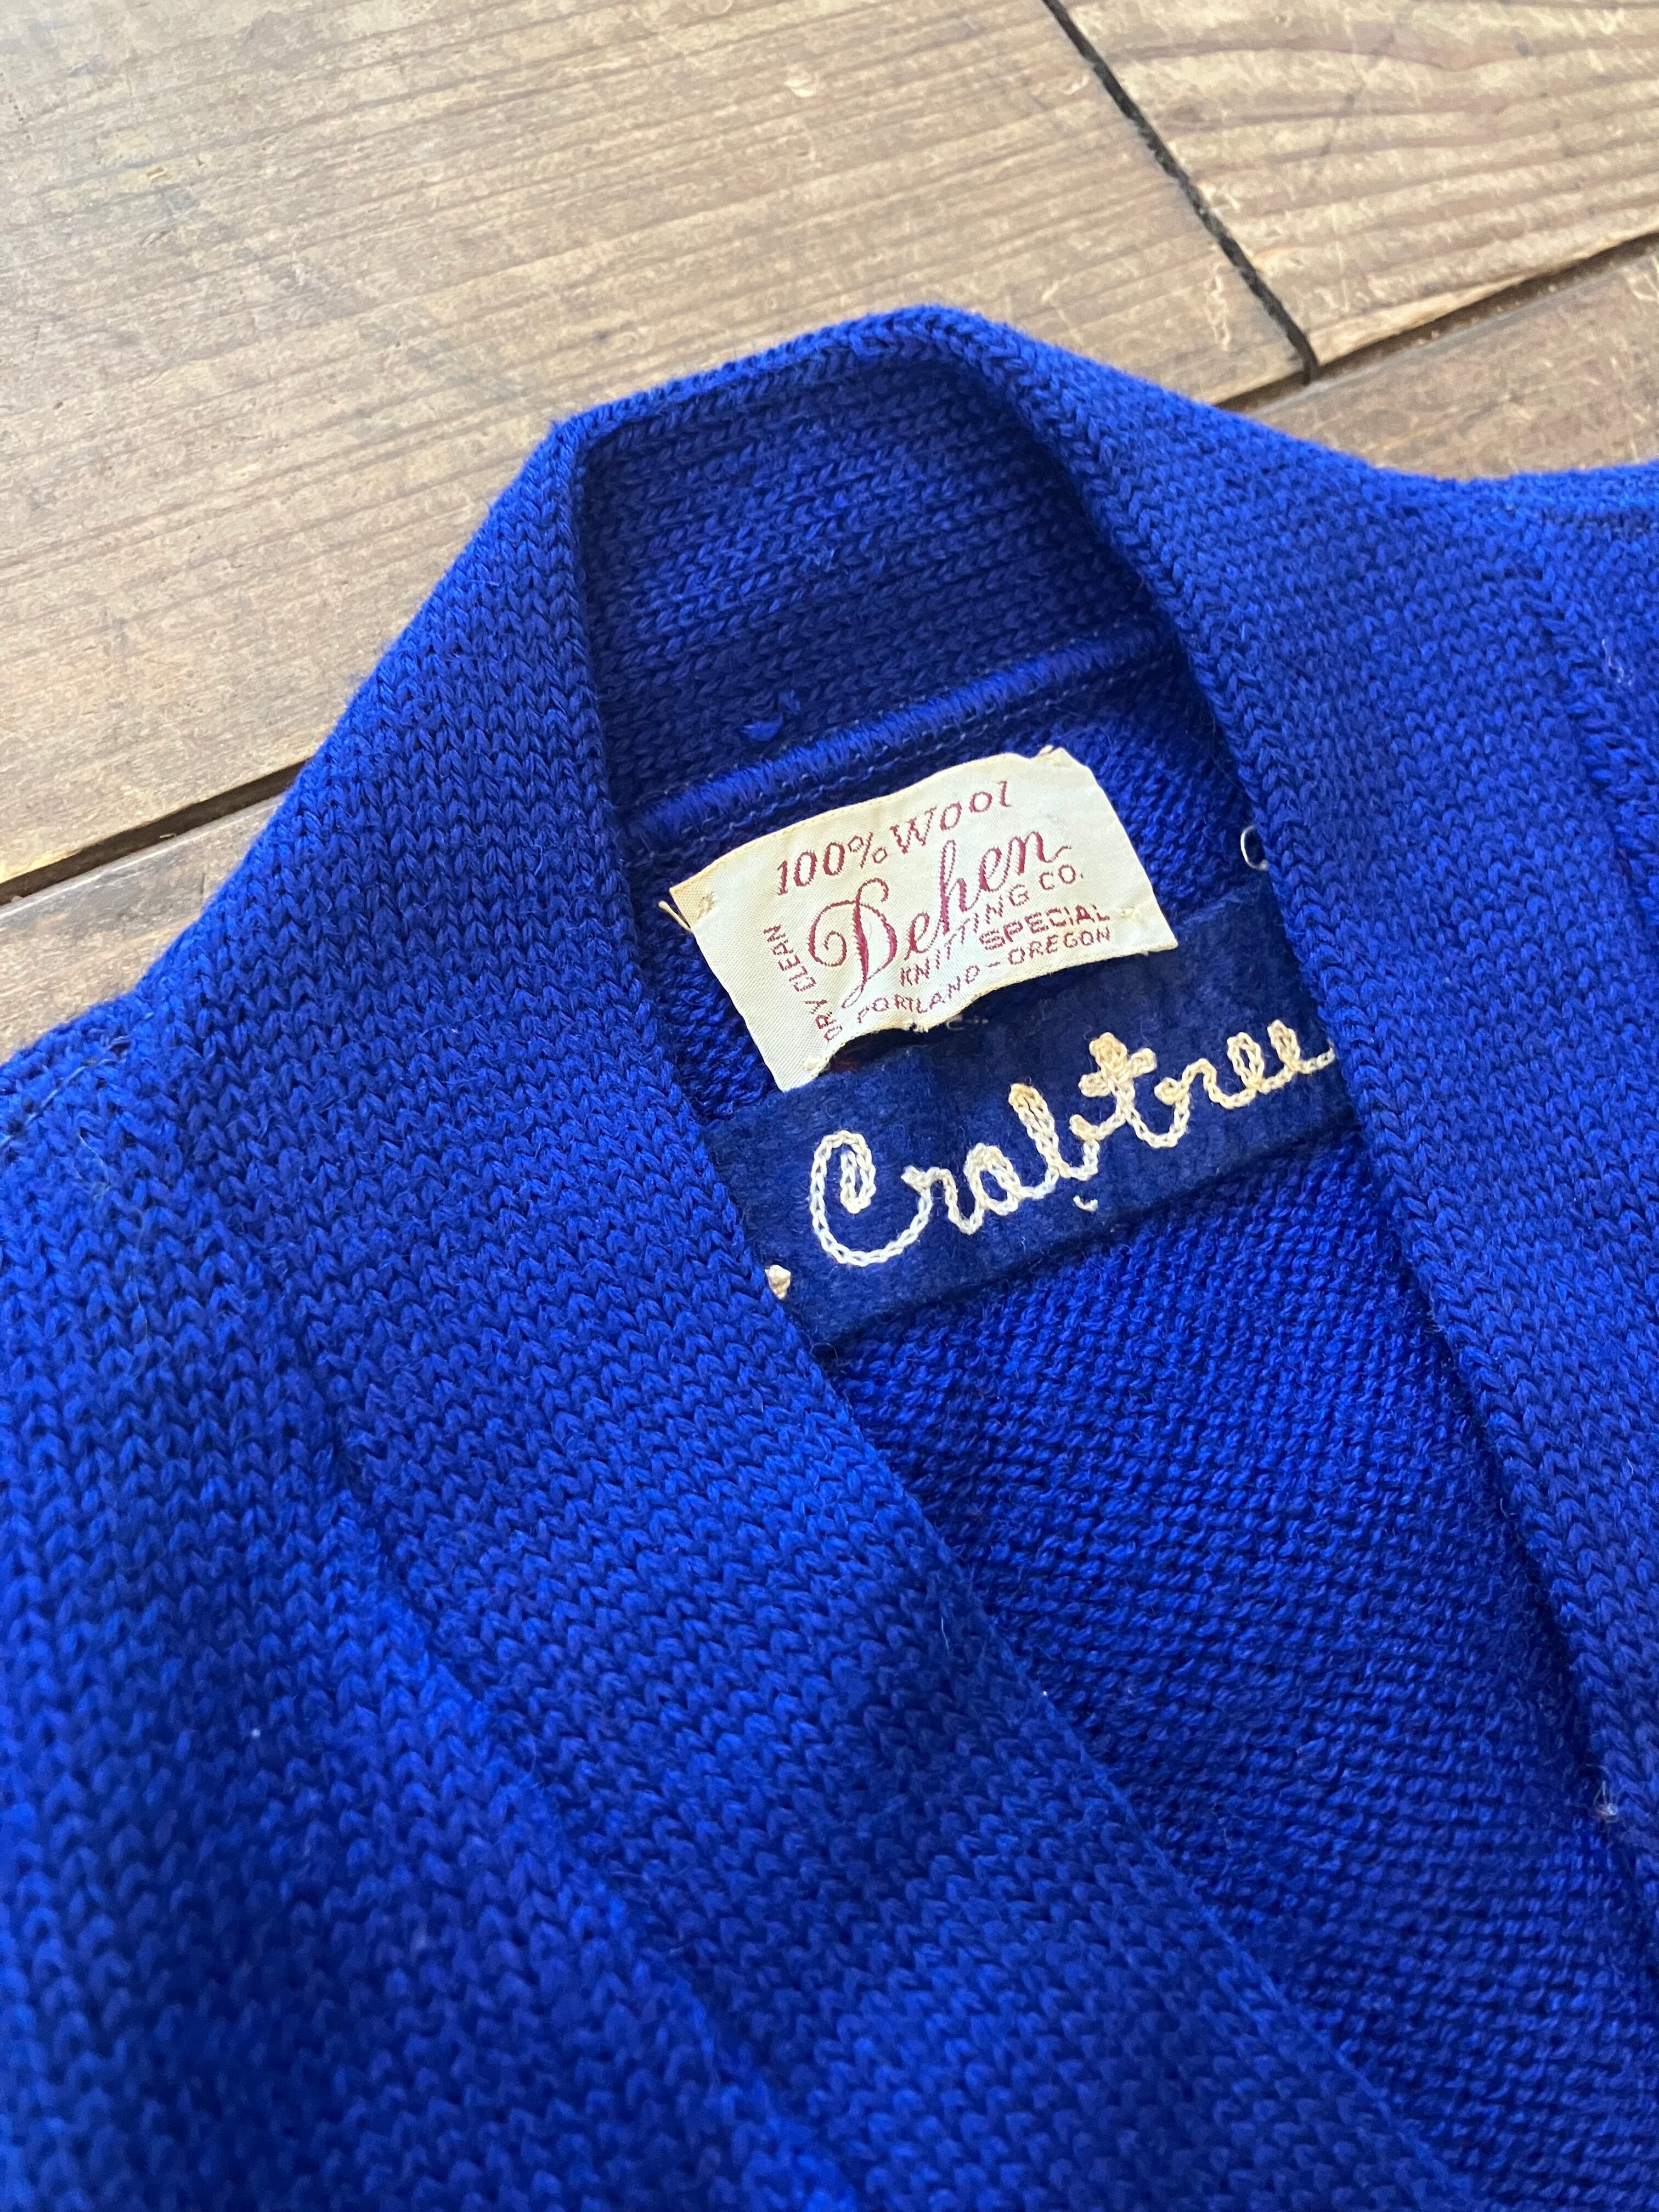 100% Wool
DRY CLEAN
Dehen
KNITTING CO.
SPECIAL
PORTLAND-OREGON
Crabtree